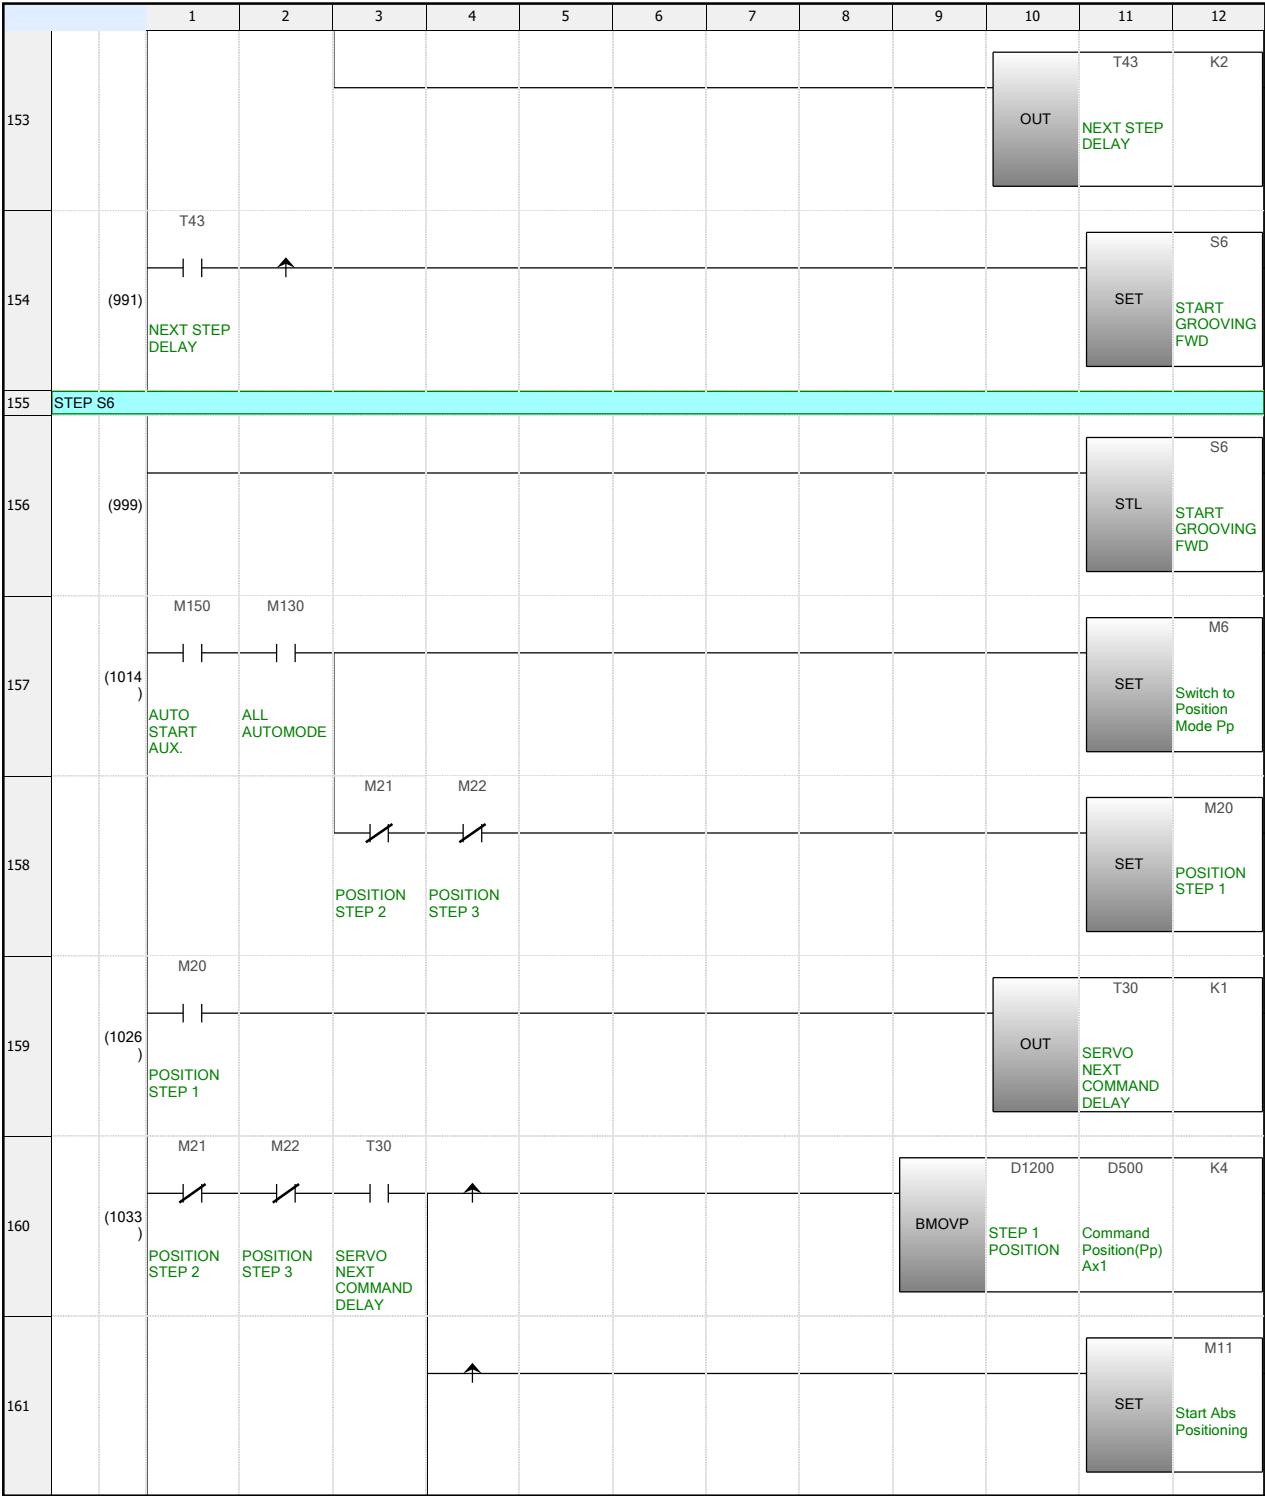 1 2 3 4 5 6 7 8 9 10 11 12
T43 K2
153
OUT
NEXT STEP
DELAY
T43
S6
154
(991)
SET
NEXT STEP
DELAY
START
GROOVING
FWD
155 STEP S6
S6
156
(999)
STL
START
GROOVING
FWD
M150 M130
M6
157
(1014
)
SET
AUTO
START
AUX.
ALL
AUTOMODE
Switch to
Position
Mode Pp
M21 M22
M20
158
SET
POSITION
STEP 2
POSITION
STEP 3
POSITION
STEP 1
M20
T30 K1
159
(1026
)
OUT
POSITION
STEP 1
SERVO
NEXT
COMMAND
DELAY
M21 M22 T30
D1200 D500 K4
160
(1033
)
BMOVP
POSITION
STEP 2
POSITION
STEP 3
SERVO
NEXT
COMMAND
DELAY
STEP 1
POSITION
Command
Position(Pp)
Ax1
M11
161
SET
Start Abs
Positioning